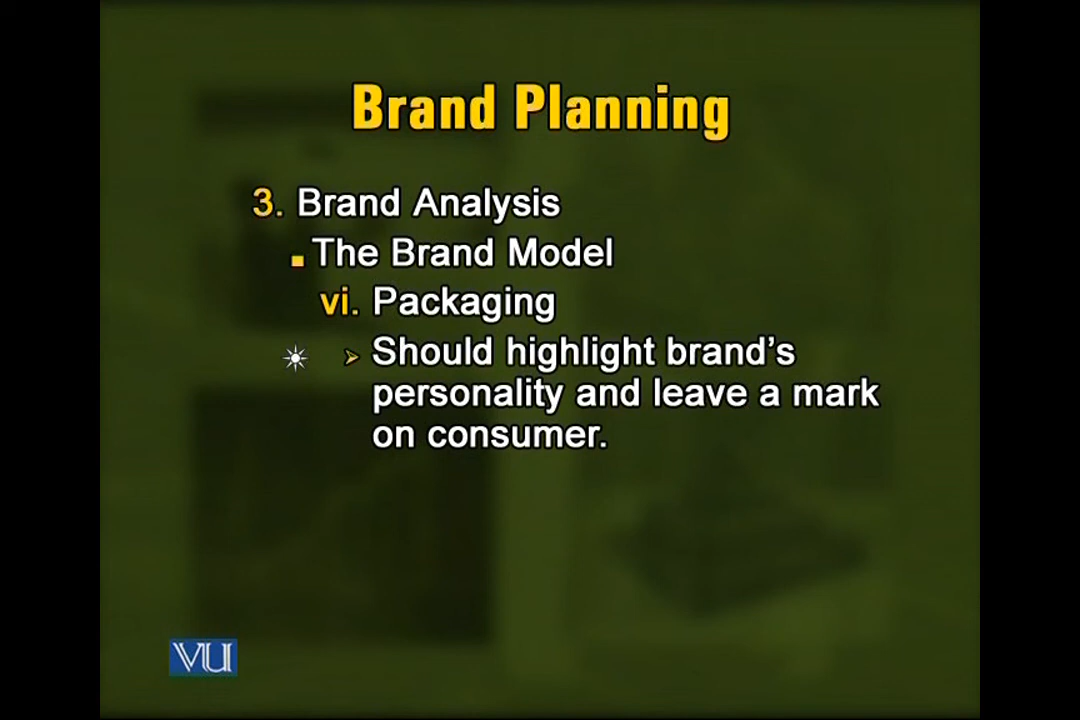 Brand Planning
3. Brand Analysis
The Brand Model
vi. Packaging
Should highlight brand's
personality and leave a mark
on consumer.
VU